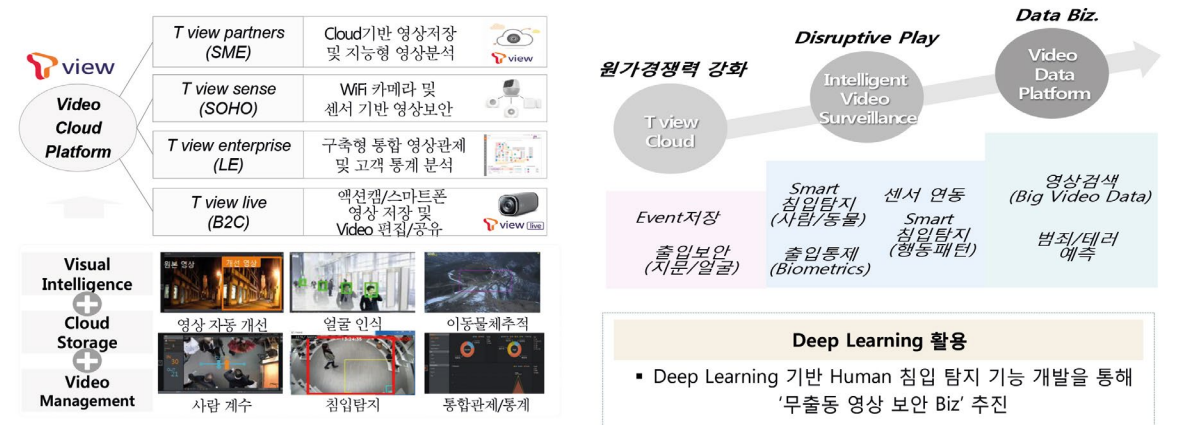 T view
Video
Cloud
Platform
T view partners
(SME)
Cloud기반 영상저장
및 지능형 영상분석
T view
T view sense
(SOHO)
WiFi 카메라 및
센서 기반 영상보안
T view enterprise
(LE)
구축형 통합 영상관제
및 고객 통계 분석
T view live
(B2C)
액션캠/스마트폰
영상 저장 및
Video 편집/공유
T view live
Visual
Intelligence
+
Cloud
Storage
+
Video
Management
원본 영상
개선 영상
영상 자동 개선
얼굴 인식
이동물체추적
사람 계수
침입탐지
통합관제/통계
원가경쟁력 강화
Disruptive Play
Data Biz.
T view
Cloud
Intelligent
Video
Surveillance
Video
Data
Platform
Event저장
출입보안
(지문/얼굴)
Smart
침입탐지
(사람/동물)
출입통제
(Biometrics)
센서 연동
Smart
침입탐지
(행동패턴)
영상검색
(Big Video Data)
범죄/테러
예측
Deep Learning 활용
▪ Deep Learning 기반 Human 침입 탐지 기능 개발을 통해
‘무출동 영상 보안 Biz’ 추진